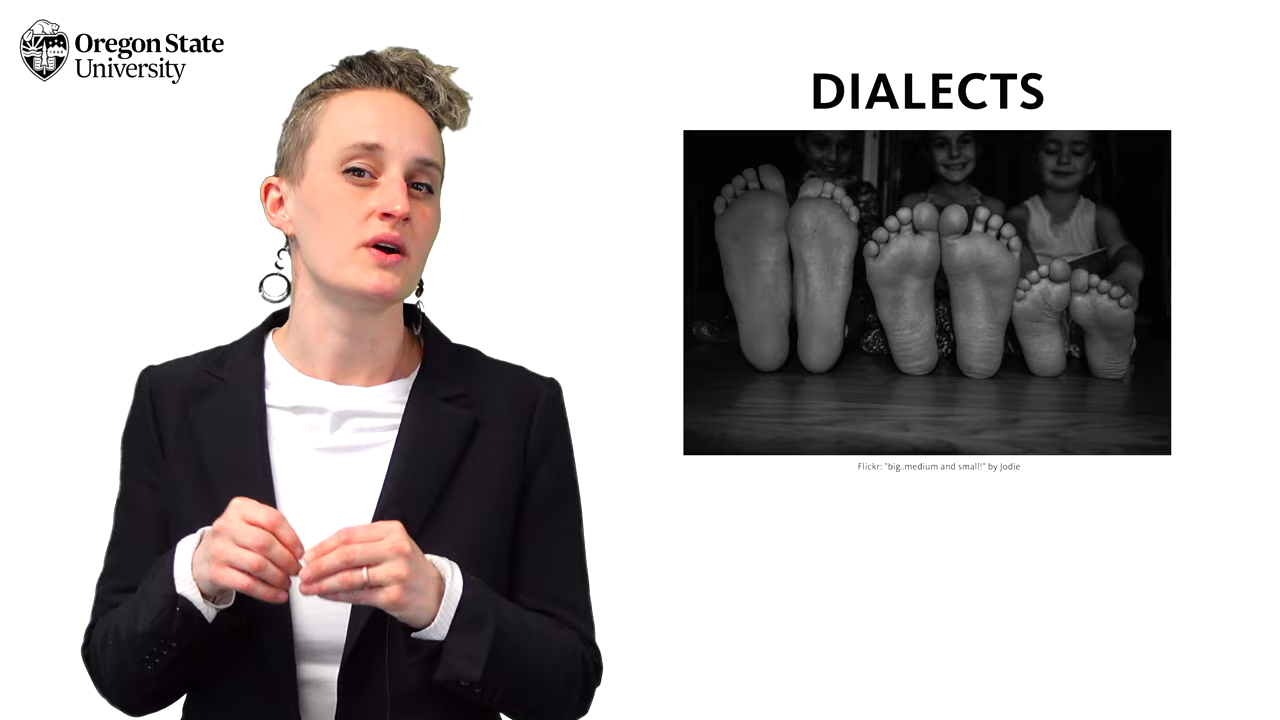 Oregon State
University
DIALECTS
Flickr: "big..medium and small!" by Jodie